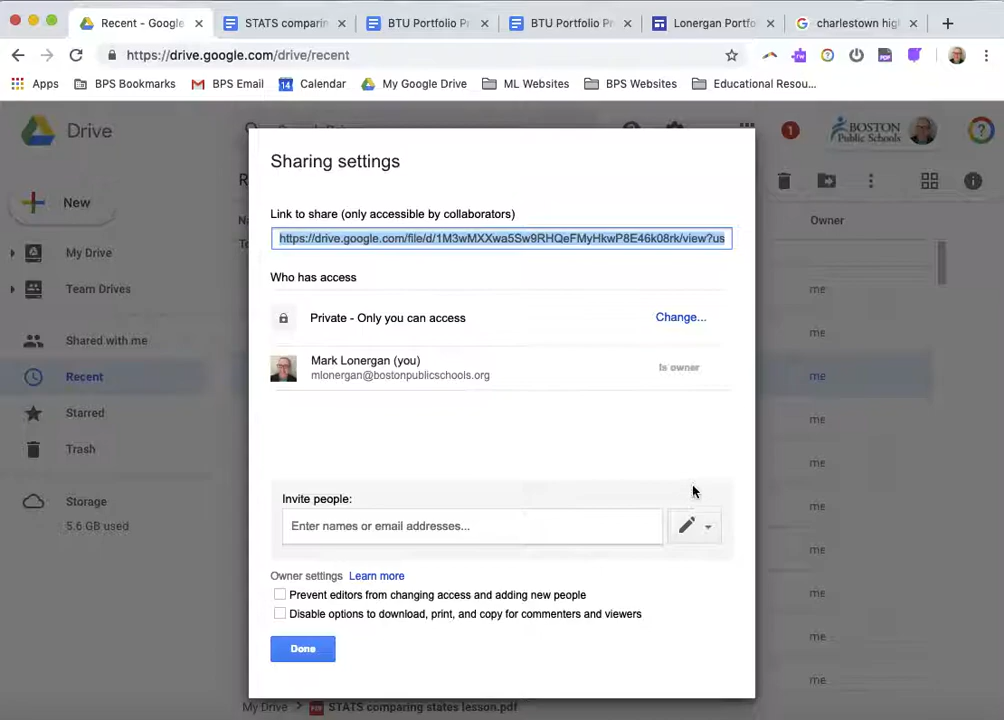 Recent - Google
STATS comparin
BTU Portfolio P
BTU Portfolio P
Lonergan Portfo
charlestown hig
https://drive.google.com/drive/recent
Apps
BPS Bookmarks
BPS Email
14
Calendar
My Google Drive
ML Websites
BPS Websites
Educational Resou...
Drive
1
BOSTON
Public Schools
New
My Drive
Team Drives
Shared with me
Recent
Starred
Trash
Storage
5.6 GB used
Owner
me
me
me
me
me
me
me
me
me
me
Sharing settings
Link to share (only accessible by collaborators)
https://drive.google.com/file/d/1M3wMXXwa5Sw9RHQeFMyHkwP8E46k08rk/view?us
Who has access
Private - Only you can access
Change...
Mark Lonergan (you)
mlonergan@bostonpublicschools.org
Is owner
Invite people:
Enter names or email addresses...
Owner settings Learn more
Prevent editors from changing access and adding new people
Disable options to download, print, and copy for commenters and viewers
Done
My Drive
STATS comparing states lesson.pdf